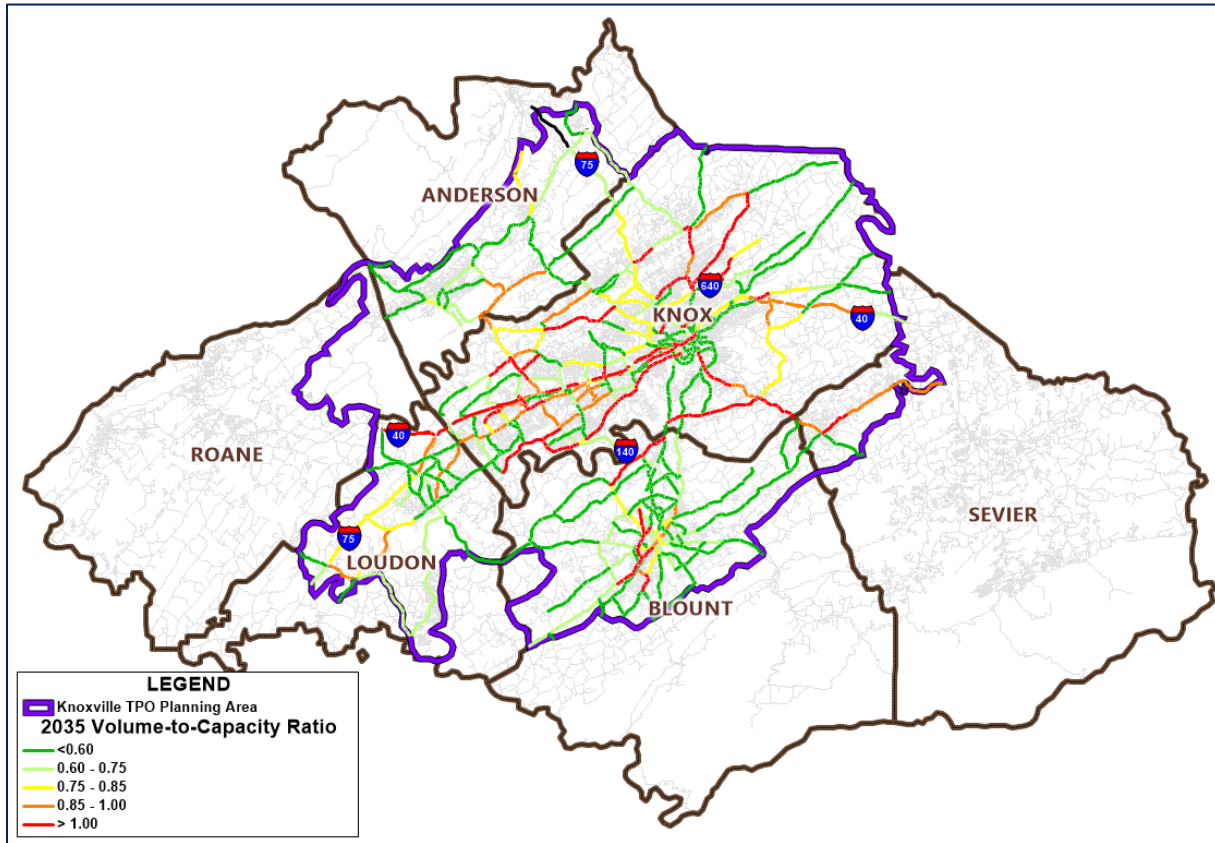 75
ANDERSON
640
KNOX
40
40
140
ROANE
SEVIER
75
LOUDON
BLOUNT
LEGEND
Knoxville TPO Planning Area
2035 Volume-to-Capacity Ratio
<0.60
0.60 - 0.75
0.75 - 0.85
0.85 - 1.00
> 1.00